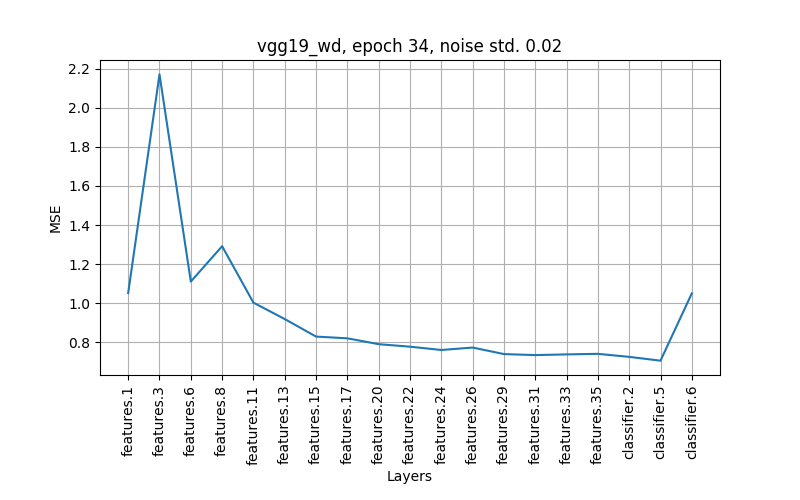 vgg19_wd, epoch 34, noise std. 0.02
2.2
2.0
1.8
1.6
1.4
1.2
1.0
0.8
MSE
features.1
features.3
features.6
features.8
features.11
features.13
features.15
features.17
features.20
features.22
features.24
features.26
features.29
features.31
features.33
features.35
classifier.2
classifier.5
classifier.6
Layers